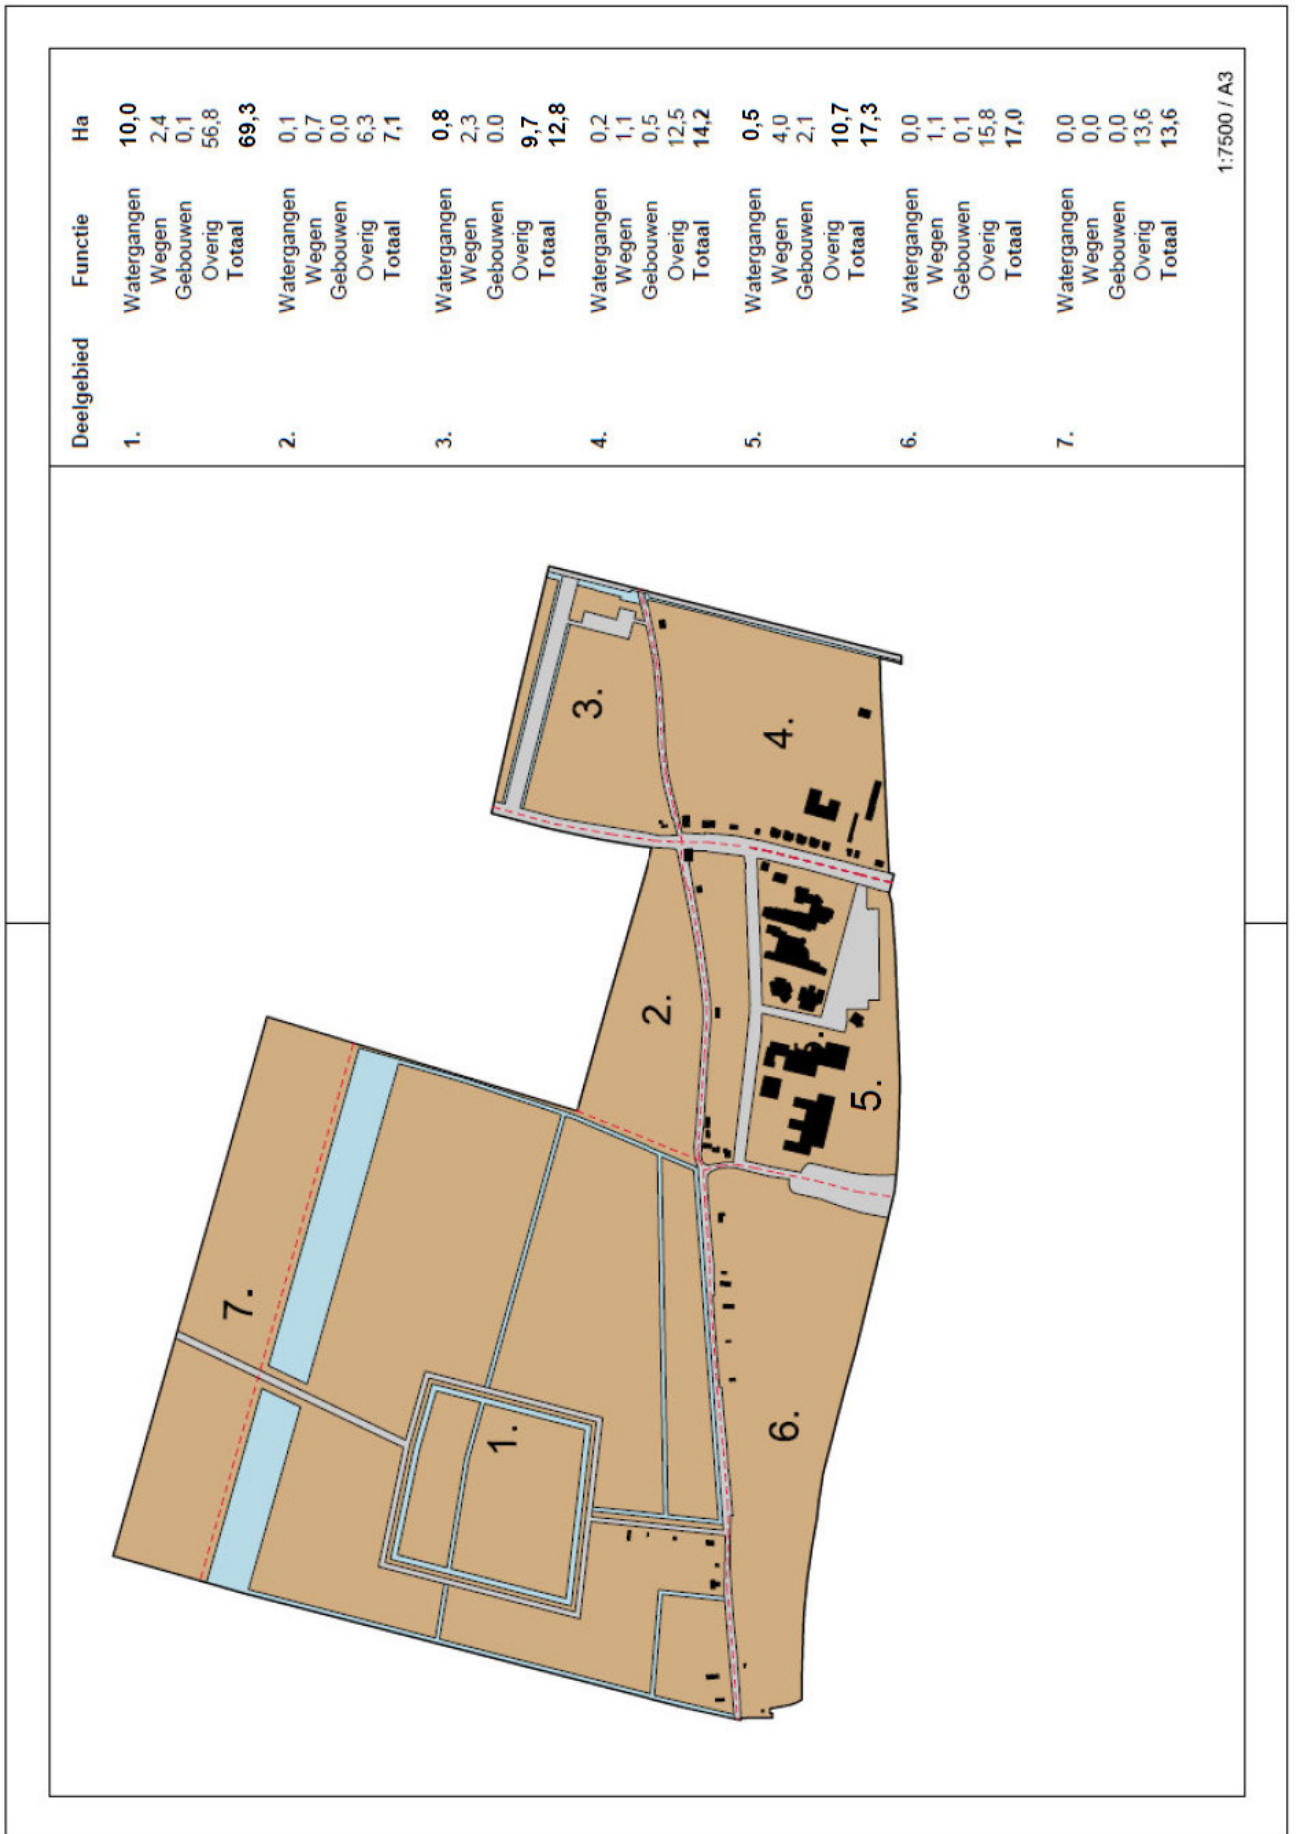 Deelgebied Functie Ha
1. Watergangen 10,0
Wegen 2,4
Gebouwen 0,1
Overig 56,8
Totaal 69,3
2. Watergangen 0,1
Wegen 0,7
Gebouwen 0,0
Overig 6,3
Totaal 7,1
3. Watergangen 0,8
Wegen 2,3
Gebouwen 0.0
Overig 9,7
Totaal 12,8
4. Watergangen 0,2
Wegen 1,1
Gebouwen 0,5
Overig 12,5
Totaal 14,2
5. Watergangen 0,5
Wegen 4,0
Gebouwen 2,1
Overig 10,7
Totaal 17,3
6. Watergangen 0,0
Wegen 1,1
Gebouwen 0,1
Overig 15,8
Totaal 17,0
7. Watergangen 0,0
Wegen 0,0
Gebouwen 0,0
Overig 13,6
Totaal 13,6
1:7500 / A3
7.
1.
2.
3.
4.
5.
5.
6.